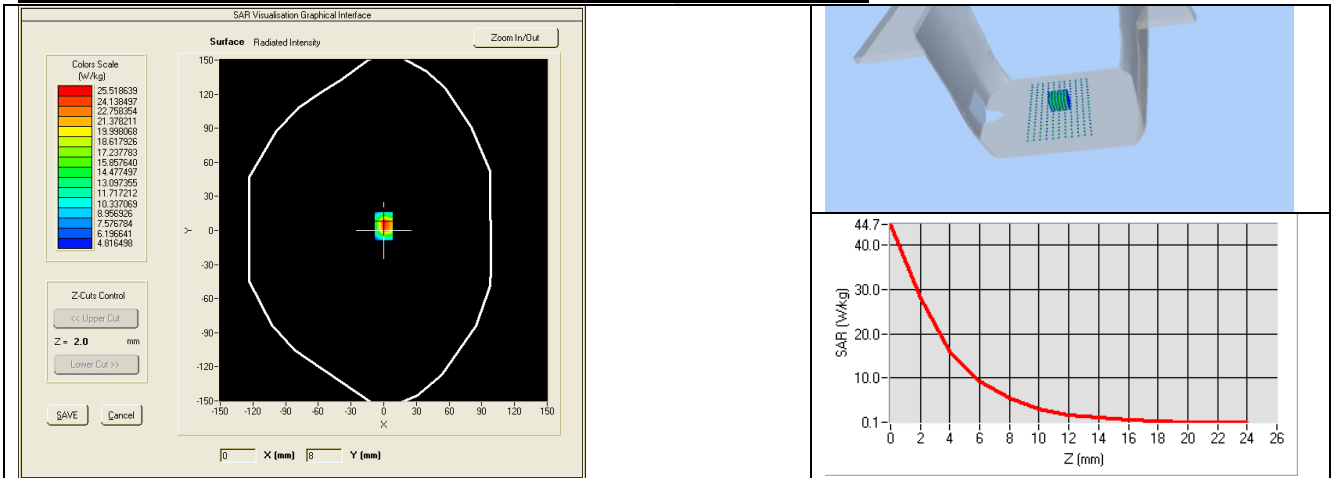 SAR Visualisation Graphical Interface
Surface Radiated Intensity
Zoom In/Out
Colors Scale
(W/kg)
25.518639
24.138497
22.758354
21.378211
19.998068
18.617926
17.237783
15.857640
14.477497
13.097355
11.717212
10.337069
8.956926
7.576784
6.196641
4.816498
Z-Cuts Control
<< Upper Cut
Z = 2.0 mm
Lower Cut >>
SAVE Cancel
150
120
90
60
30
0
-30
-60
-90
-120
-150
Y
-150 -120 -90 -60 -30 0 30 60 90 120 150
X
0 X (mm) 8 Y (mm)
44.7
40.0
30.0
20.0
10.0
0.1
SAR (W/kg)
0 2 4 6 8 10 12 14 16 18 20 22 24 26
Z (mm)